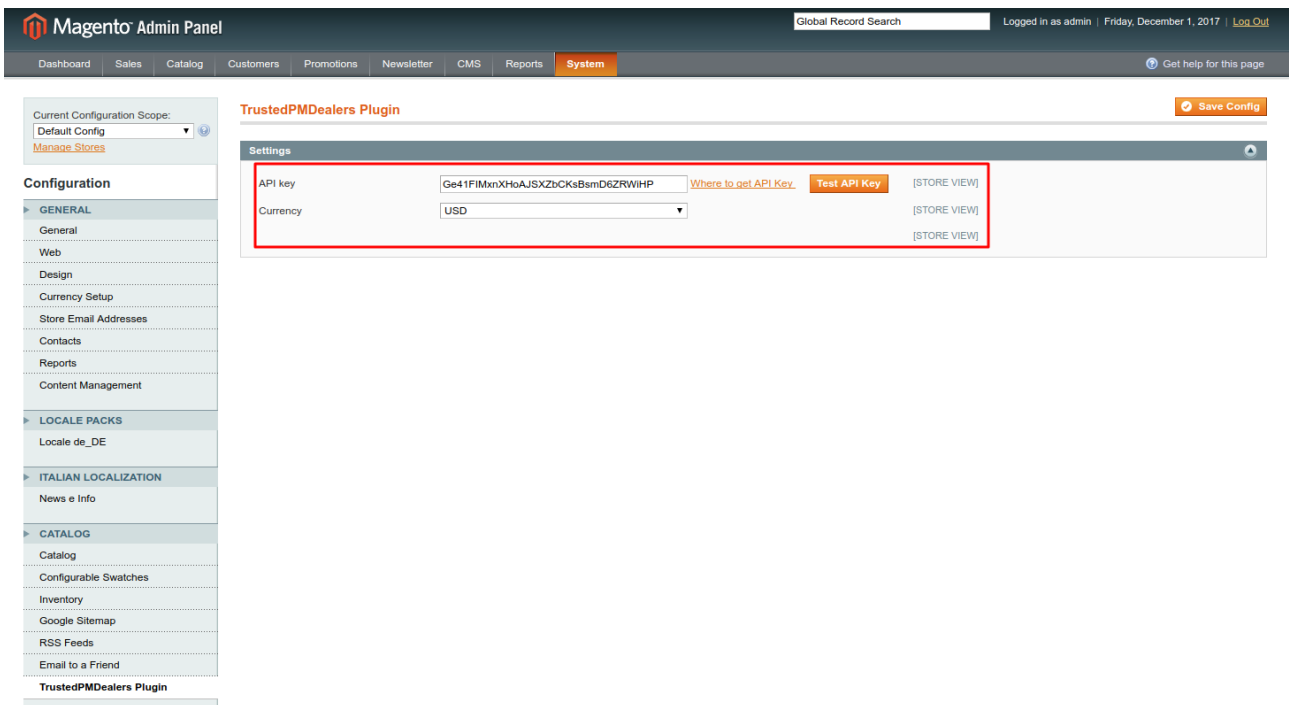 Magento Admin Panel
Global Record Search
Logged in as admin | Friday, December 1, 2017 | Log Out
Dashboard Sales Catalog Customers Promotions Newsletter CMS Reports System
Get help for this page
Current Configuration Scope:
Default Config
Manage Stores
TrustedPMDealers Plugin
Save Config
Settings
API key Ge41FIMxnXHoAJSXZbCKsBsmD6ZRWiHP Where to get API Key Test API Key [STORE VIEW]
Currency USD [STORE VIEW]
[STORE VIEW]
Configuration
GENERAL
General
Web
Design
Currency Setup
Store Email Addresses
Contacts
Reports
Content Management
LOCALE PACKS
Locale de_DE
ITALIAN LOCALIZATION
News e Info
CATALOG
Catalog
Configurable Swatches
Inventory
Google Sitemap
RSS Feeds
Email to a Friend
TrustedPMDealers Plugin